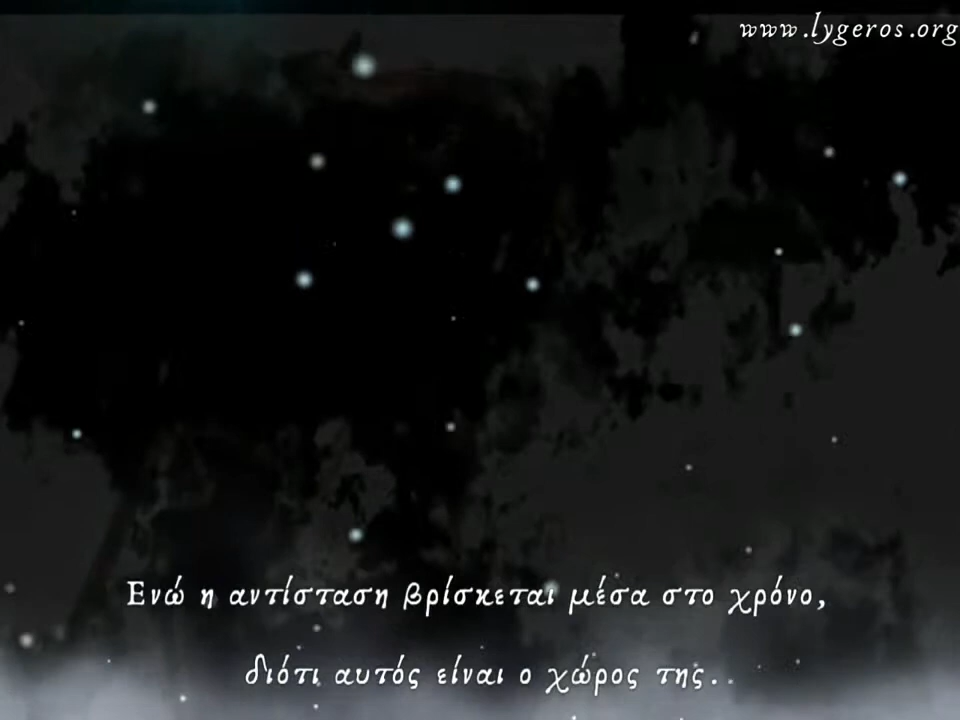 www.lygeros.org
Ενώ η αντίσταση βρίσκεται μέσα στο χρόνο,
διότι αυτός είναι ο χώρος της..